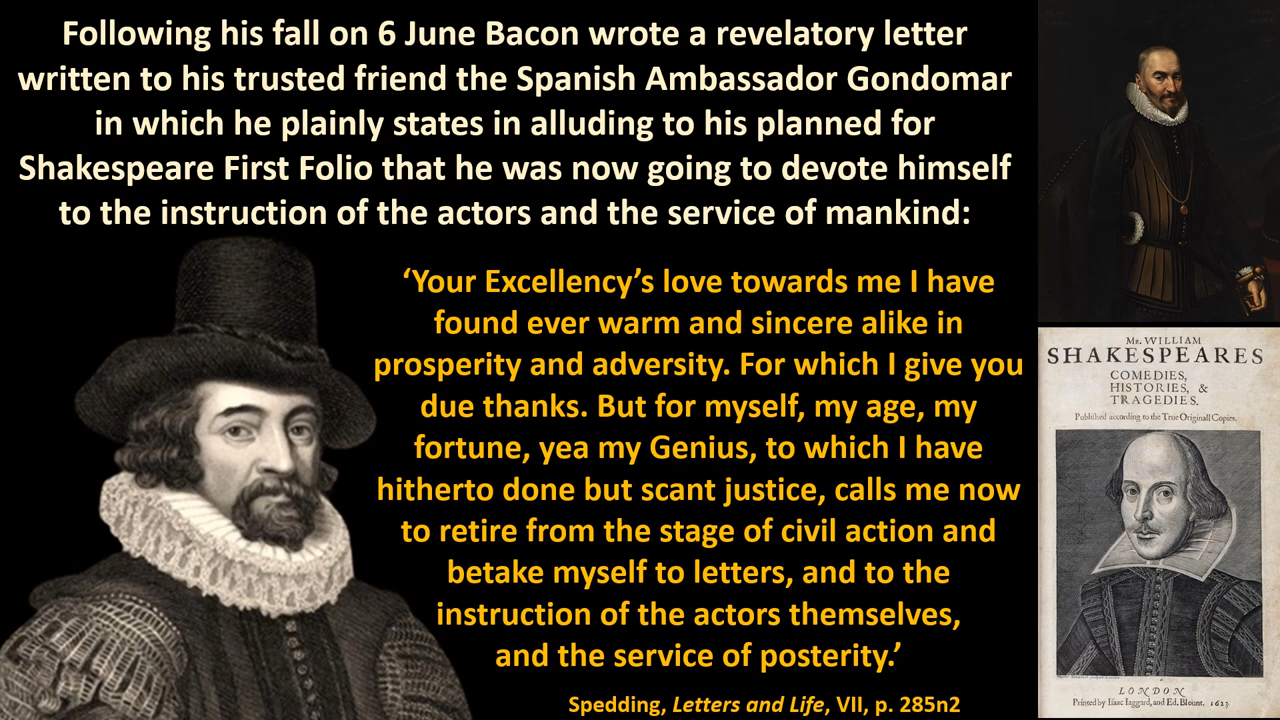 Following his fall on 6 June Bacon wrote a revelatory letter
written to his trusted friend the Spanish Ambassador Gondomar
in which he plainly states in alluding to his planned for
Shakespeare First Folio that he was now going to devote himself
to the instruction of the actors and the service of mankind:
‘Your Excellency’s love towards me I have
found ever warm and sincere alike in
prosperity and adversity. For which I give you
due thanks. But for myself, my age, my
fortune, yea my Genius, to which I have
hitherto done but scant justice, calls me now
to retire from the stage of civil action and
betake myself to letters, and to the
instruction of the actors themselves,
and the service of posterity.’
Spedding, Letters and Life, VII, p. 285n2
Mr. WILLIAM
SHAKESPEARES
COMEDIES,
HISTORIES, &
TRAGEDIES.
Published according to the True Originall Copies.
LONDON
Printed by Isaac Iaggard, and Ed. Blount. 1623